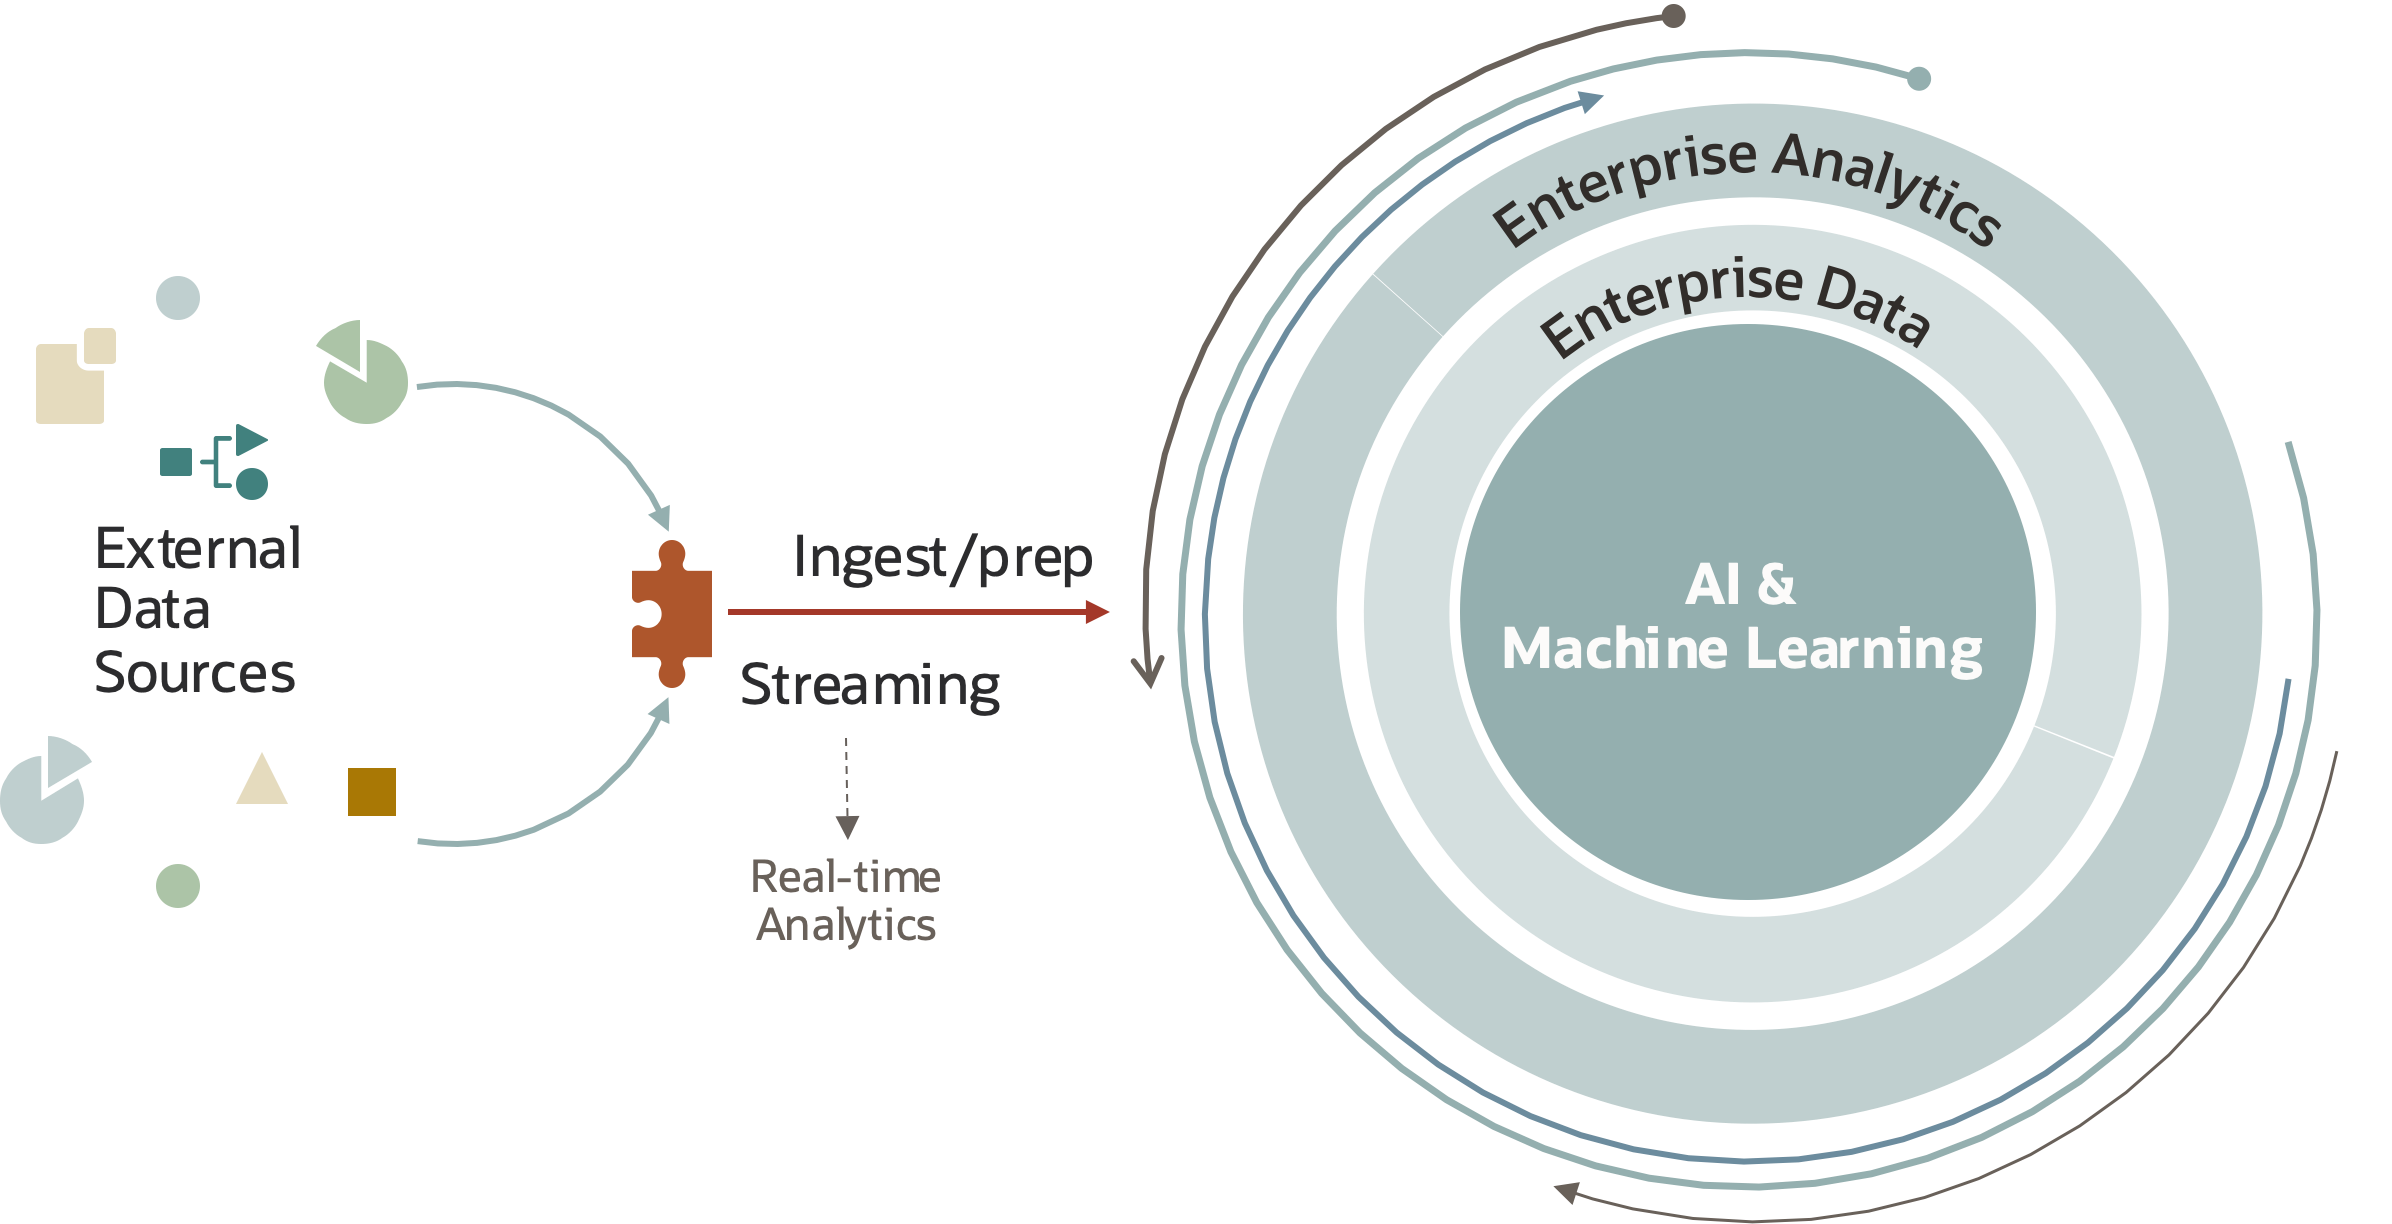 External
Data
Sources
Ingest/prep
Streaming
Real-time
Analytics
Enterprise Analytics
Enterprise Data
AI &
Machine Learning